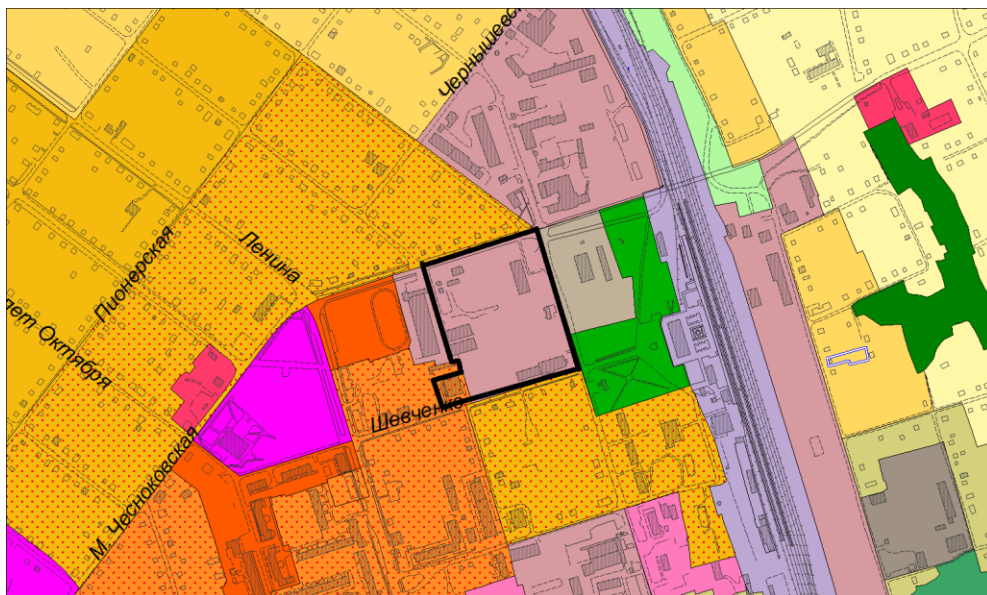 Ленина
Пионерская
лет Октября
Шевченко
М. Чесноковская